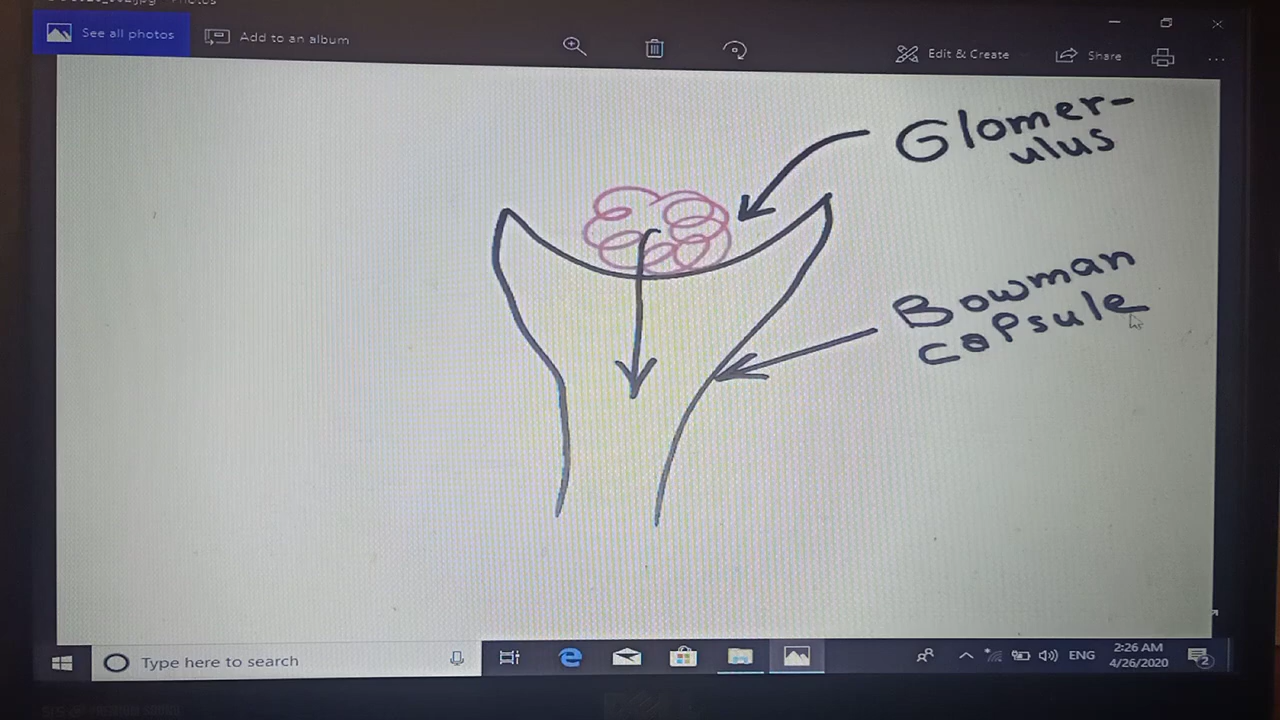 See all photos
Add to an album
Edit & Create
Share
Glomer-
ulus
Bowman
capsule
Type here to search
ENG
2:26 AM
4/26/2020
2